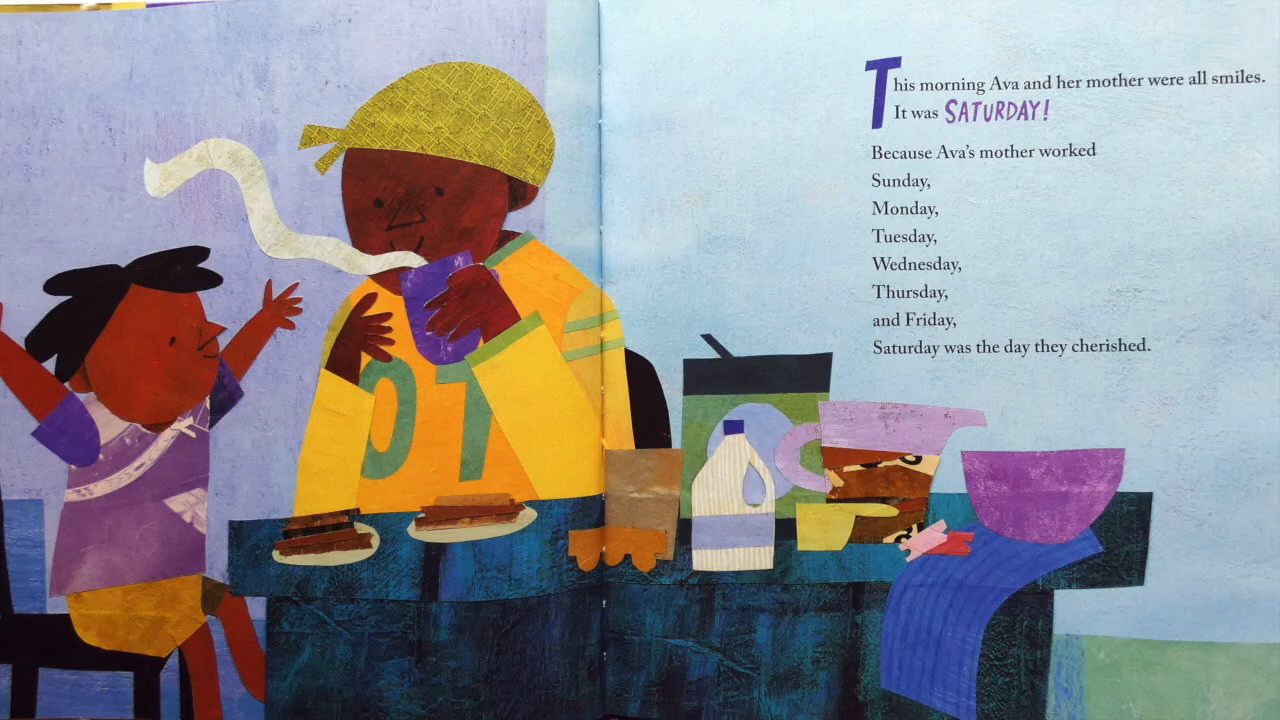 This morning Ava and her mother were all smiles.
It was SATURDAY!
Because Ava's mother worked
Sunday,
Monday,
Tuesday,
Wednesday,
Thursday,
and Friday,
Saturday was the day they cherished.
07